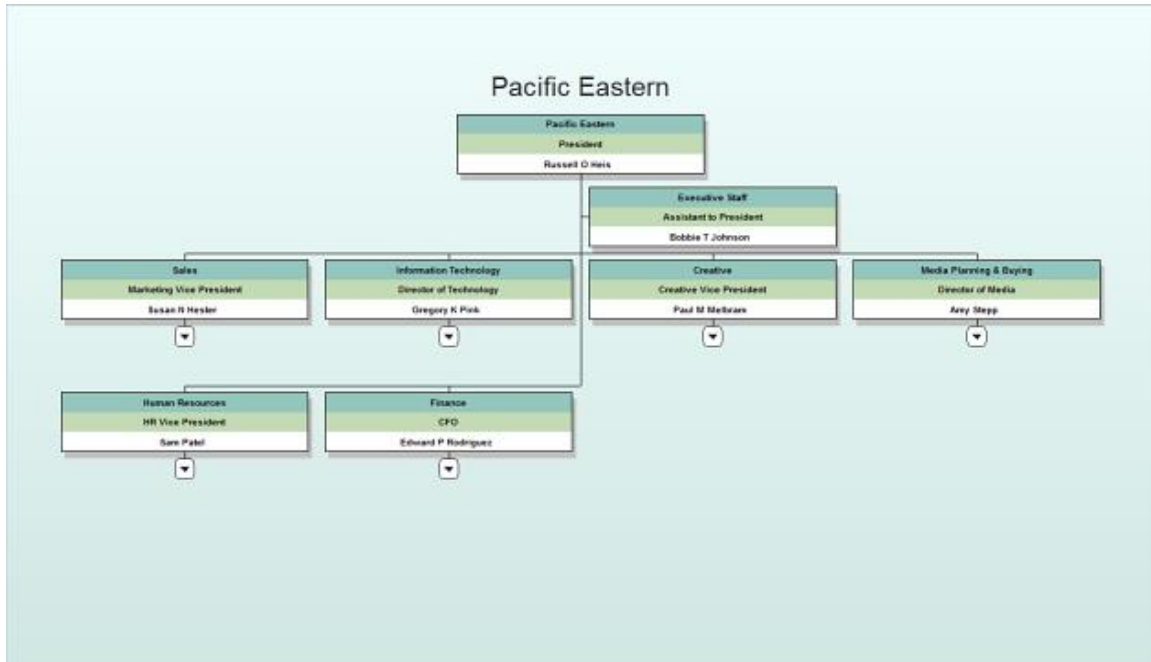 Pacific Eastern
Pacific Eastern
President
Russell O Heis
Executive Staff
Assistant to President
Bobbie T Johnson
Sales
Marketing Vice President
Susan N Hesler
Information Technology
Director of Technology
Gregory K Pink
Creative
Creative Vice President
Paul M
Media Planning & Buying
Director of Media
Amy Stepp
Human Resources
HR Vice President
Sam Patel
Finance
CFO
Edward P Rodriguez